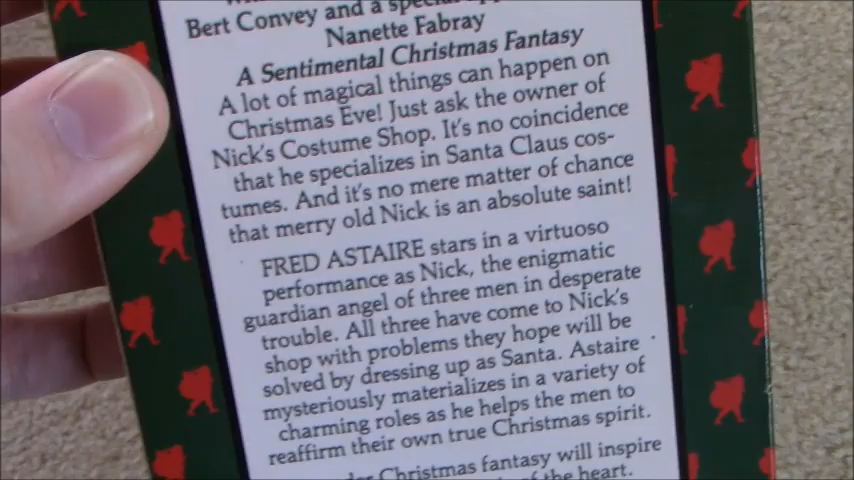 Bert Convey and a special
Nanette Fabray
A Sentimental Christmas Fantasy
A lot of magical things can happen on
Christmas Eve! Just ask the owner of
Nick's Costume Shop. It's no coincidence
that he specializes in Santa Claus cos-
tumes. And it's no mere matter of chance
that merry old Nick is an absolute saint!
FRED ASTAIRE stars in a virtuoso
performance as Nick, the enigmatic
guardian angel of three men in desperate
trouble. All three have come to Nick's
shop with problems they hope will be
solved by dressing up as Santa. Astaire
mysteriously materializes in a variety of
charming roles as he helps the men to
reaffirm their own true Christmas spirit.
Christmas fantasy will inspire
of the heart.